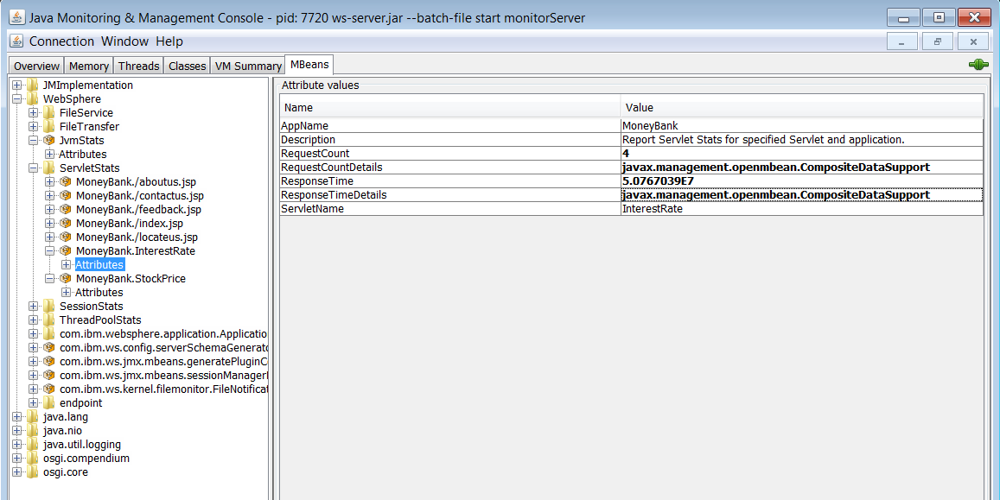 Java Monitoring & Management Console - pid: 7720 ws-server.jar --batch-file start monitorServer
Connection Window Help
Overview Memory Threads Classes VM Summary MBeans
JMImplementation
WebSphere
FileService
FileTransfer
JvmStats
Attributes
ServletStats
MoneyBank./aboutus.jsp
MoneyBank./contactus.jsp
MoneyBank./feedback.jsp
MoneyBank./index.jsp
MoneyBank./locateus.jsp
MoneyBank.InterestRate
Attributes
MoneyBank.StockPrice
Attributes
SessionStats
ThreadPoolStats
com.ibm.websphere.application.Applicatio
com.ibm.ws.config.serverSchemaGenerato
com.ibm.ws.jmx.mbeans.generatePluginC
com.ibm.ws.jmx.mbeans.sessionManagerI
com.ibm.ws.kernel.filemonitor.FileNotificat
endpoint
java.lang
java.nio
java.util.logging
osgi.compendium
osgi.core
Attribute values
Name Value
AppName MoneyBank
Description Report Servlet Stats for specified Servlet and application.
RequestCount 4
RequestCountDetails javax.management.openmbean.CompositeDataSupport
ResponseTime 5.0767039E7
ResponseTimeDetails javax.management.openmbean.CompositeDataSupport
ServletName InterestRate